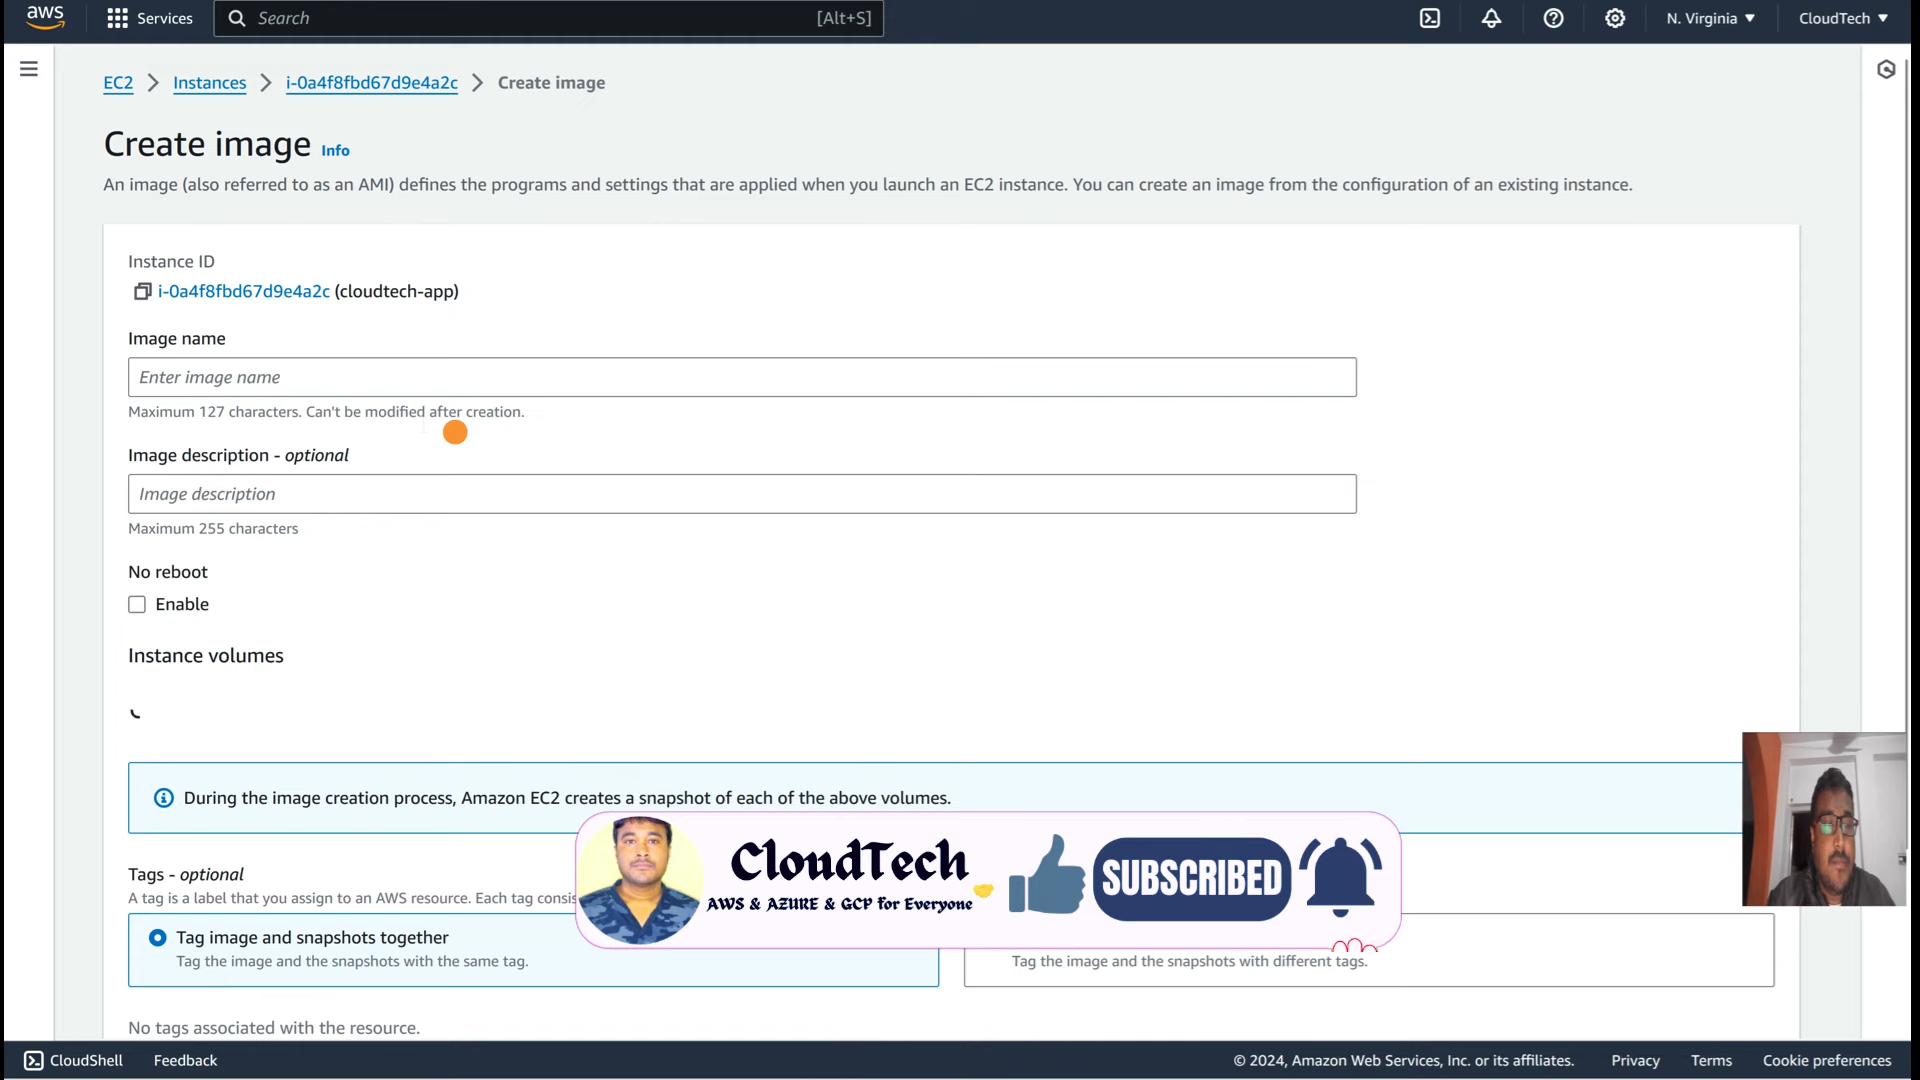 aws
Services
Search
[Alt+S]
N. Virginia
CloudTech
EC2
Instances
i-0a4f8fbd67d9e4a2c
Create image
Create image
Info
An image (also referred to as an AMI) defines the programs and settings that are applied when you launch an EC2 instance. You can create an image from the configuration of an existing instance.
Instance ID
i-0a4f8fbd67d9e4a2c (cloudtech-app)
Image name
Enter image name
Maximum 127 characters. Can't be modified after creation.
Image description - optional
Image description
Maximum 255 characters
No reboot
Enable
Instance volumes
During the image creation process, Amazon EC2 creates a snapshot of each of the above volumes.
Tags - optional
A tag is a label that you assign to an AWS resource. Each tag consis
CloudTech
AWS & AZURE & GCP for Everyone
SUBSCRIBED
Tag image and snapshots together
Tag the image and the snapshots with the same tag.
Tag the image and the snapshots with different tags.
No tags associated with the resource.
CloudShell
Feedback
© 2024, Amazon Web Services, Inc. or its affiliates.
Privacy
Terms
Cookie preferences